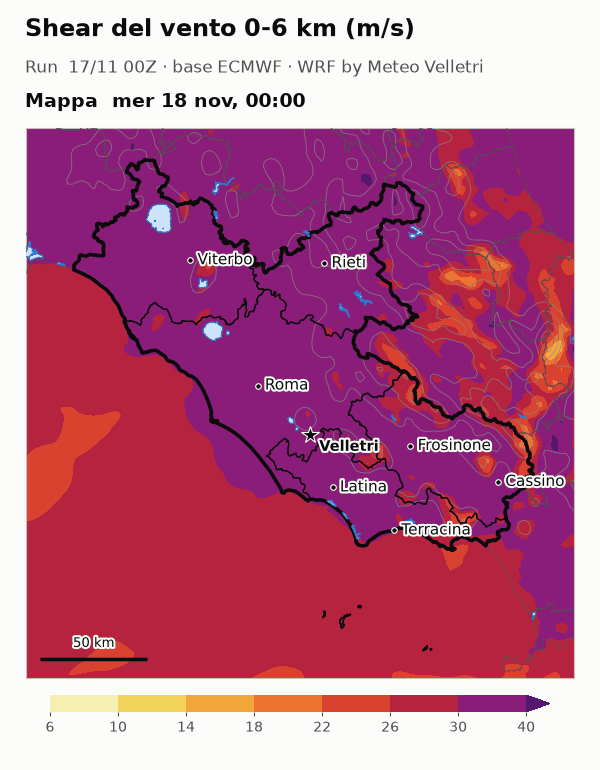 Shear del vento 0-6 km (m/s)
Run  17/11 00Z · base ECMWF · WRF by Meteo Velletri
Mappa  mer 18 nov, 00:00
Viterbo
Rieti
Roma
Velletri
Frosinone
Cassino
Latina
Terracina
50 km
6 10 14 18 22 26 30 40